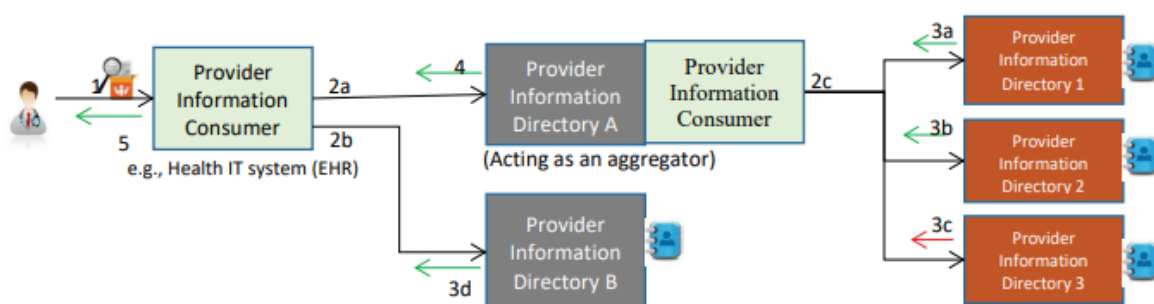 1
5
Provider
Information
Consumer
e.g., Health IT system (EHR)
2a
2b
4
Provider
Information
Directory A
(Acting as an aggregator)
Provider
Information
Consumer
2c
3d
Provider
Information
Directory B
3a
Provider
Information
Directory 1
3b
Provider
Information
Directory 2
3c
Provider
Information
Directory 3